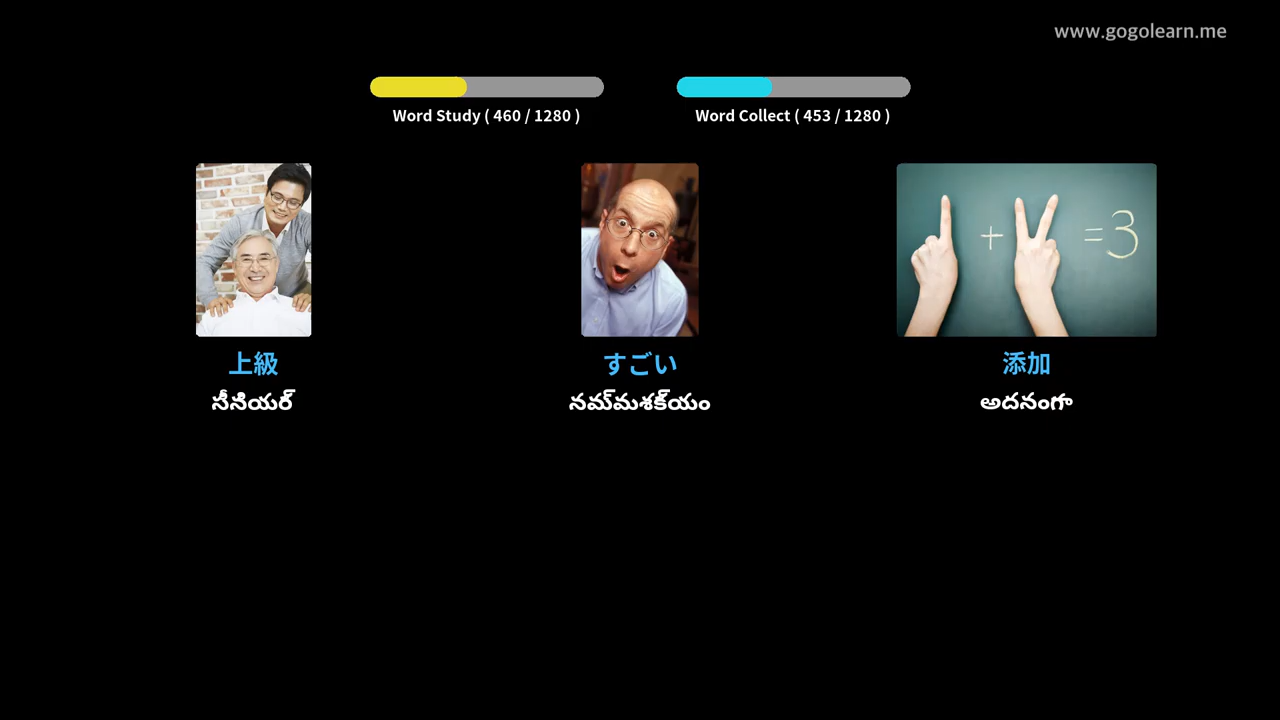 www.gogolearn.me
Word Study ( 460 / 1280 )
Word Collect ( 453 / 1280 )
+ =3
上級
すごい
添加
సీనియర్
నమ్మశక్యం
అదనంగా